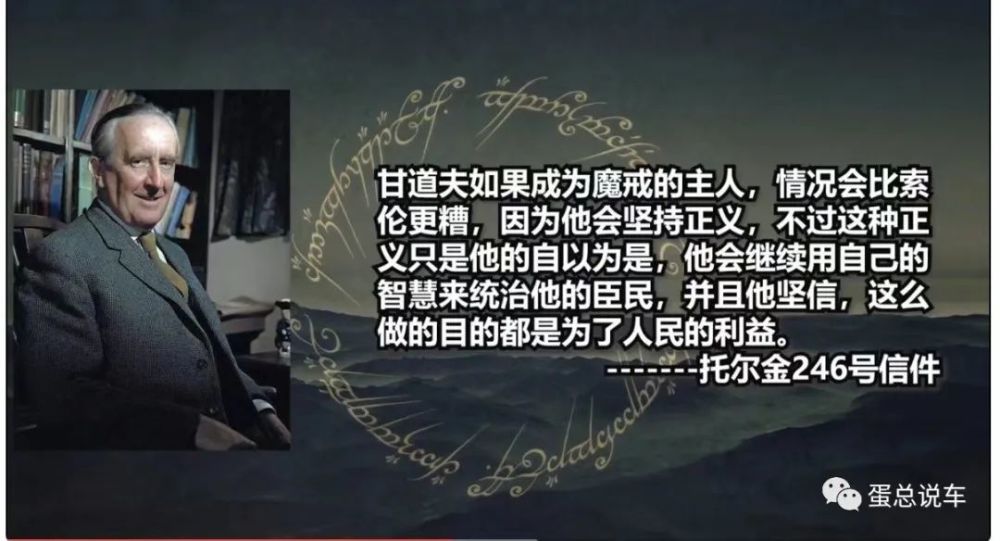 甘道夫如果成为魔戒的主人，情况会比索
伦更糟，因为他会坚持正义，不过这种正
义只是他的自以为是，他会继续用自己的
智慧来统治他的臣民，并且他坚信，这么
做的目的都是为了人民的利益。
-------托尔金246号信件
蛋总说车